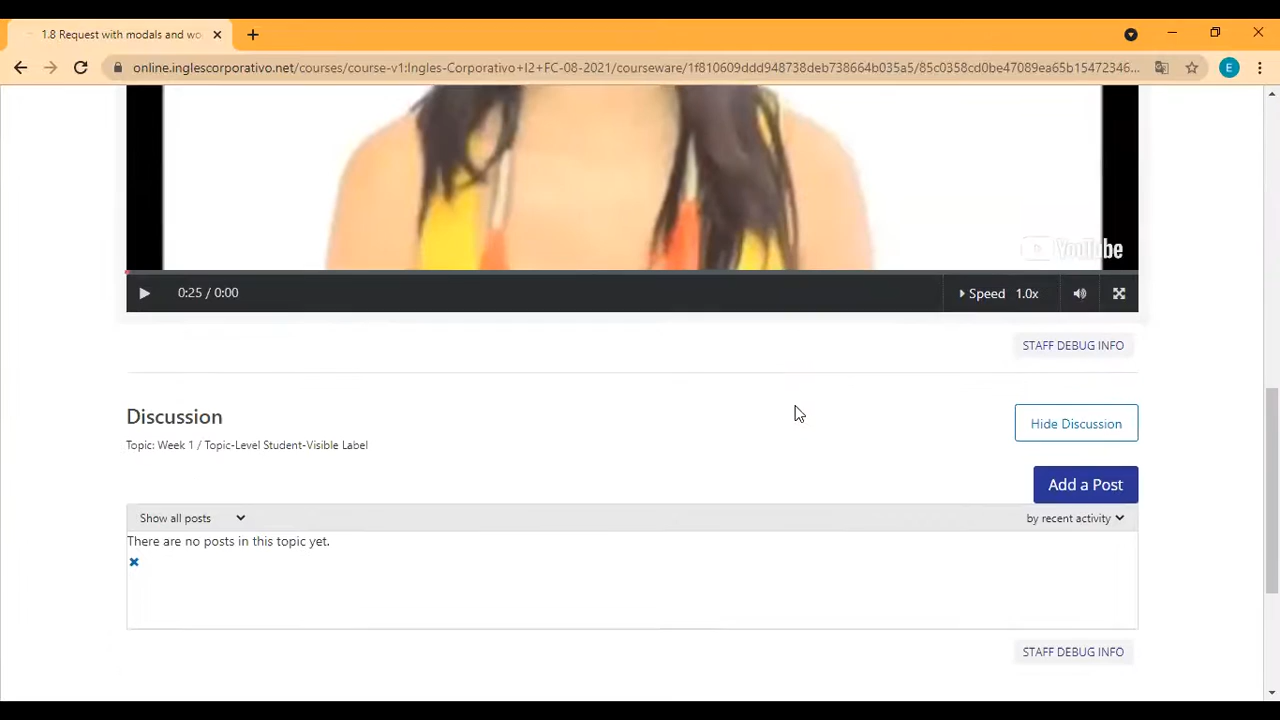 1.8 Request with modals and wo
online.inglescorporativo.net/courses/course-v1:Ingles-Corporativo+I2+FC-08-2021/courseware/1f810609ddd948738deb738664b035a5/85c0358cd0be47089ea65b15472346...
E
YouTube
0:25 / 0:00 Speed 1.0x
STAFF DEBUG INFO
Discussion
Hide Discussion
Topic: Week 1 / Topic-Level Student-Visible Label
Add a Post
Show all posts by recent activity
There are no posts in this topic yet.
STAFF DEBUG INFO